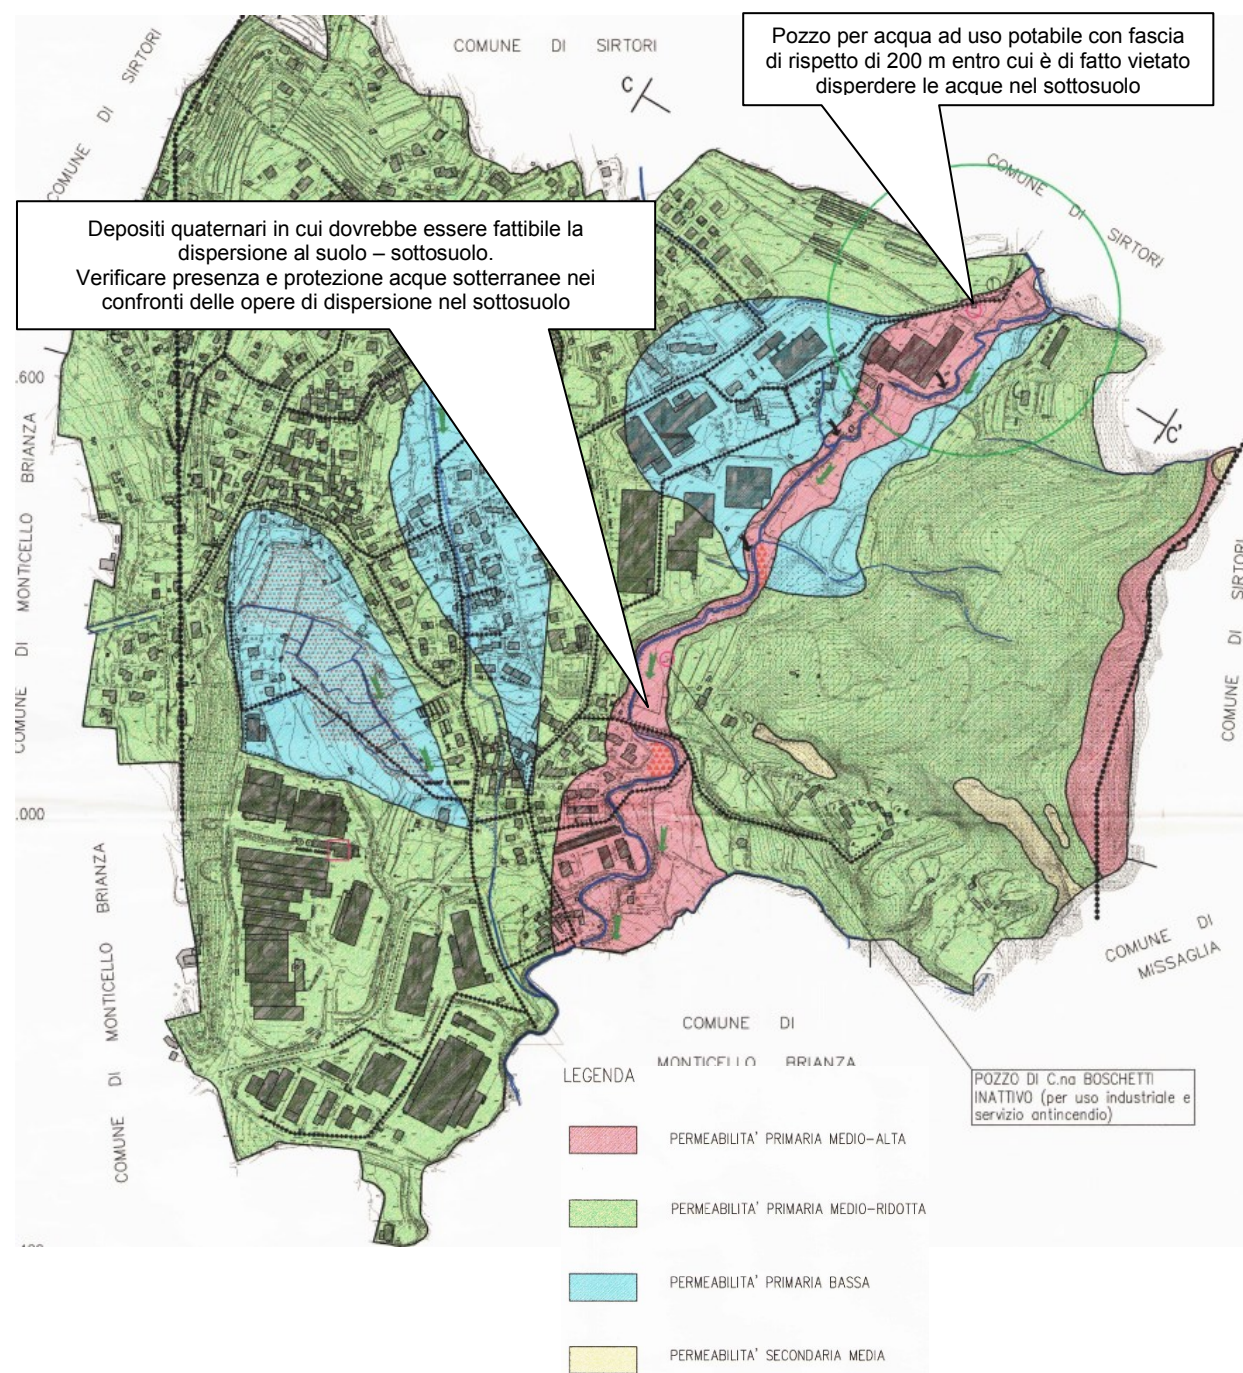 COMUNE DI SIRTORI
COMUNE DI SIRTORI
Pozzo per acqua ad uso potabile con fascia
di rispetto di 200 m entro cui è di fatto vietato
disperdere le acque nel sottosuolo
C
COMUNE DI SIRTORI
Depositi quaternari in cui dovrebbe essere fattibile la
dispersione al suolo – sottosuolo.
Verificare presenza e protezione acque sotterranee nei
confronti delle opere di dispersione nel sottosuolo
.600
C'
COMUNE DI MONTICELLO BRIANZA
COMUNE DI SIRTORI
.000
COMUNE DI MONTICELLO BRIANZA
COMUNE DI
MISSAGLIA
COMUNE DI
MONTICELLO BRIANZA
POZZO DI C.na BOSCHETTI
INATTIVO (per uso industriale e
servizio antincendio)
LEGENDA
PERMEABILITA' PRIMARIA MEDIO-ALTA
PERMEABILITA' PRIMARIA MEDIO-RIDOTTA
PERMEABILITA' PRIMARIA BASSA
PERMEABILITA' SECONDARIA MEDIA